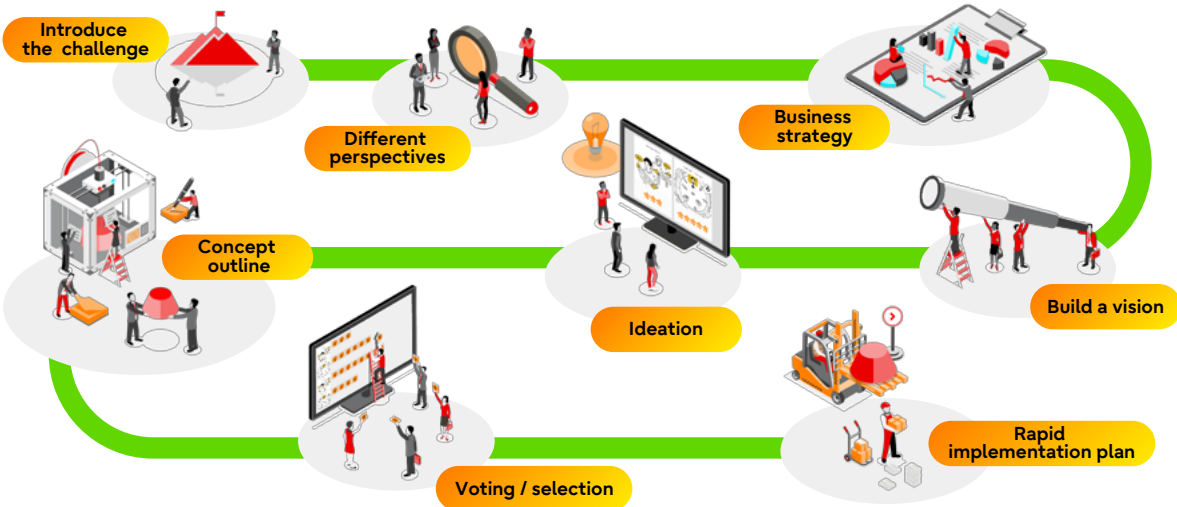 Introduce
the challenge
Different
perspectives
Business
strategy
Build a vision
Ideation
Concept
outline
Voting / selection
Rapid
implementation plan